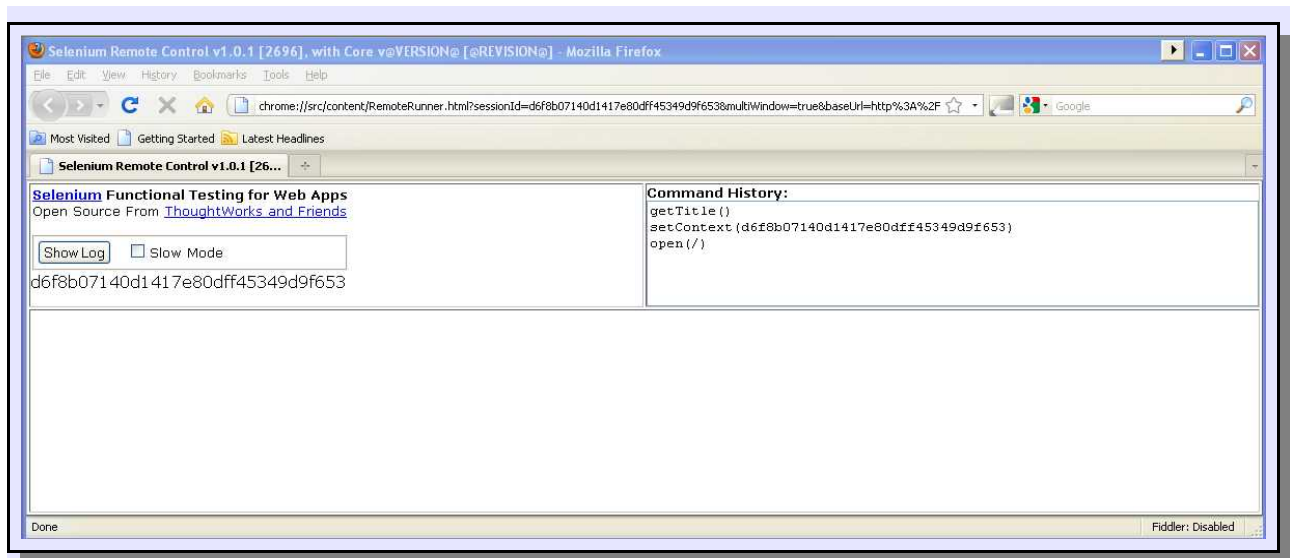 Selenium Remote Control v1.0.1 [2696], with Core v@VERSION@ [@REVISION@] - Mozilla Firefox
File Edit View History Bookmarks Tools Help
chrome://src/content/RemoteRunner.html?sessionId=d6f8b07140d1417e80dff45349d9f653&multiWindow=true&baseUrl=http%3A%2F Google
Most Visited Getting Started Latest Headlines
Selenium Remote Control v1.0.1 [26...
Selenium Functional Testing for Web Apps
Open Source From ThoughtWorks and Friends
Show Log Slow Mode
d6f8b07140d1417e80dff45349d9f653
Command History:
getTitle()
setContext(d6f8b07140d1417e80dff45349d9f653)
open(/)
Done Fiddler: Disabled